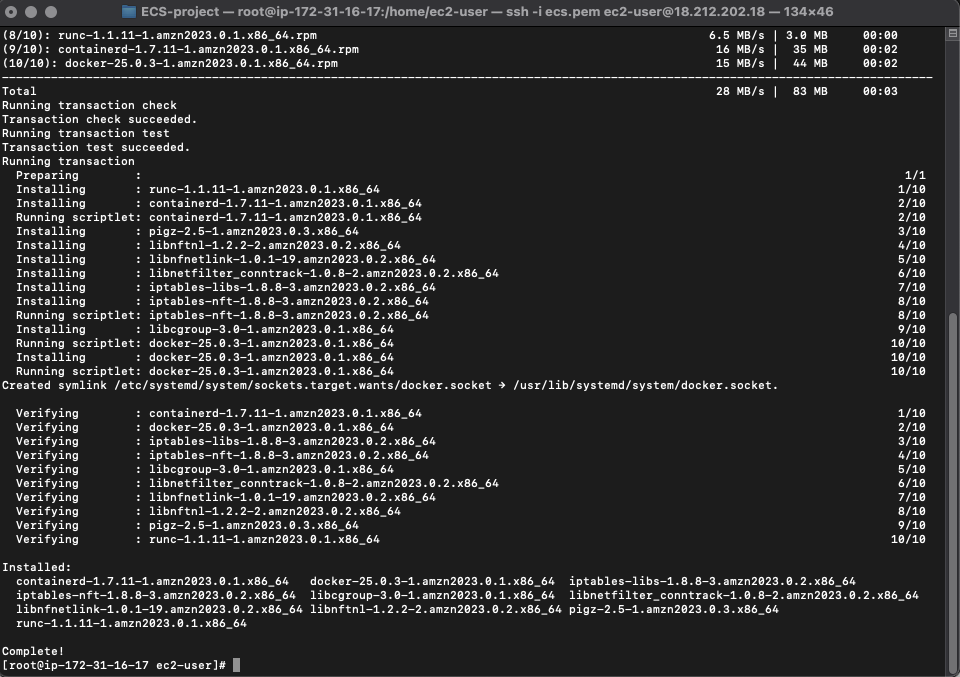 ECS-project — root@ip-172-31-16-17:/home/ec2-user — ssh -i ecs.pem ec2-user@18.212.202.18 — 134×46
(8/10): runc-1.1.11-1.amzn2023.0.1.x86_64.rpm 6.5 MB/s | 3.0 MB 00:00
(9/10): containerd-1.7.11-1.amzn2023.0.1.x86_64.rpm 16 MB/s | 35 MB 00:02
(10/10): docker-25.0.3-1.amzn2023.0.1.x86_64.rpm 15 MB/s | 44 MB 00:02
Total 28 MB/s | 83 MB 00:03
Running transaction check
Transaction check succeeded.
Running transaction test
Transaction test succeeded.
Running transaction
Preparing : 1/1
Installing : runc-1.1.11-1.amzn2023.0.1.x86_64 1/10
Installing : containerd-1.7.11-1.amzn2023.0.1.x86_64 2/10
Running scriptlet: containerd-1.7.11-1.amzn2023.0.1.x86_64 2/10
Installing : pigz-2.5-1.amzn2023.0.3.x86_64 3/10
Installing : libnftnl-1.2.2-2.amzn2023.0.2.x86_64 4/10
Installing : libnfnetlink-1.0.1-19.amzn2023.0.2.x86_64 5/10
Installing : libnetfilter_conntrack-1.0.8-2.amzn2023.0.2.x86_64 6/10
Installing : iptables-libs-1.8.8-3.amzn2023.0.2.x86_64 7/10
Installing : iptables-nft-1.8.8-3.amzn2023.0.2.x86_64 8/10
Running scriptlet: iptables-nft-1.8.8-3.amzn2023.0.2.x86_64 8/10
Installing : libcgroup-3.0-1.amzn2023.0.1.x86_64 9/10
Running scriptlet: docker-25.0.3-1.amzn2023.0.1.x86_64 10/10
Installing : docker-25.0.3-1.amzn2023.0.1.x86_64 10/10
Running scriptlet: docker-25.0.3-1.amzn2023.0.1.x86_64 10/10
Created symlink /etc/systemd/system/sockets.target.wants/docker.socket → /usr/lib/systemd/system/docker.socket.
Verifying : containerd-1.7.11-1.amzn2023.0.1.x86_64 1/10
Verifying : docker-25.0.3-1.amzn2023.0.1.x86_64 2/10
Verifying : iptables-libs-1.8.8-3.amzn2023.0.2.x86_64 3/10
Verifying : iptables-nft-1.8.8-3.amzn2023.0.2.x86_64 4/10
Verifying : libcgroup-3.0-1.amzn2023.0.1.x86_64 5/10
Verifying : libnetfilter_conntrack-1.0.8-2.amzn2023.0.2.x86_64 6/10
Verifying : libnfnetlink-1.0.1-19.amzn2023.0.2.x86_64 7/10
Verifying : libnftnl-1.2.2-2.amzn2023.0.2.x86_64 8/10
Verifying : pigz-2.5-1.amzn2023.0.3.x86_64 9/10
Verifying : runc-1.1.11-1.amzn2023.0.1.x86_64 10/10
Installed:
containerd-1.7.11-1.amzn2023.0.1.x86_64 docker-25.0.3-1.amzn2023.0.1.x86_64 iptables-libs-1.8.8-3.amzn2023.0.2.x86_64
iptables-nft-1.8.8-3.amzn2023.0.2.x86_64 libcgroup-3.0-1.amzn2023.0.1.x86_64 libnetfilter_conntrack-1.0.8-2.amzn2023.0.2.x86_64
libnfnetlink-1.0.1-19.amzn2023.0.2.x86_64 libnftnl-1.2.2-2.amzn2023.0.2.x86_64 pigz-2.5-1.amzn2023.0.3.x86_64
runc-1.1.11-1.amzn2023.0.1.x86_64
Complete!
[root@ip-172-31-16-17 ec2-user]#